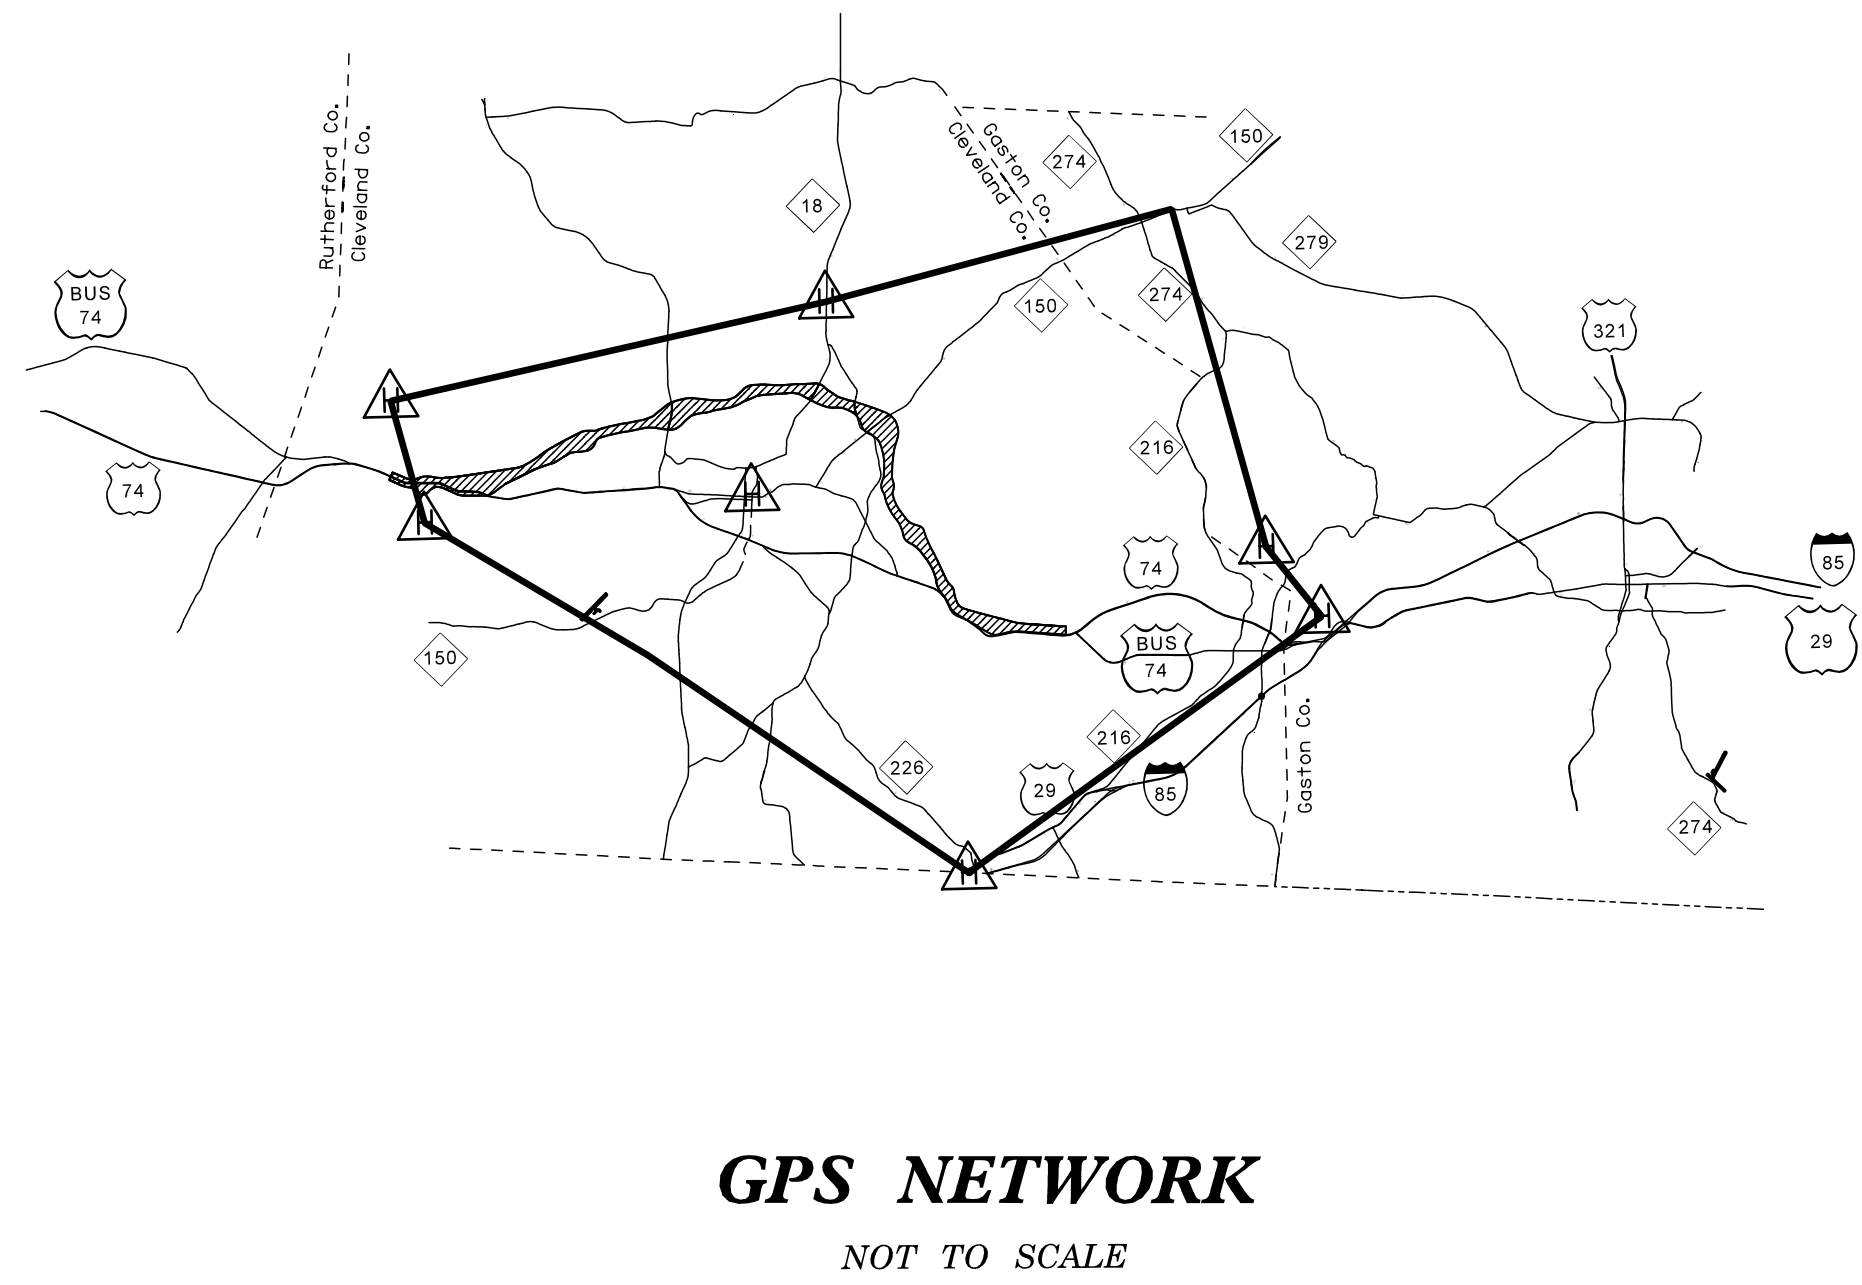 Rutherford Co.
Cleveland Co.
Gaston Co.
Cleveland Co.
150
274
18
279
BUS
74
274
150
321
216
74
74
85
BUS
74
29
150
216
226
29
85
Gaston Co.
274
H
H
H
H
H
H
H
GPS NETWORK
NOT TO SCALE